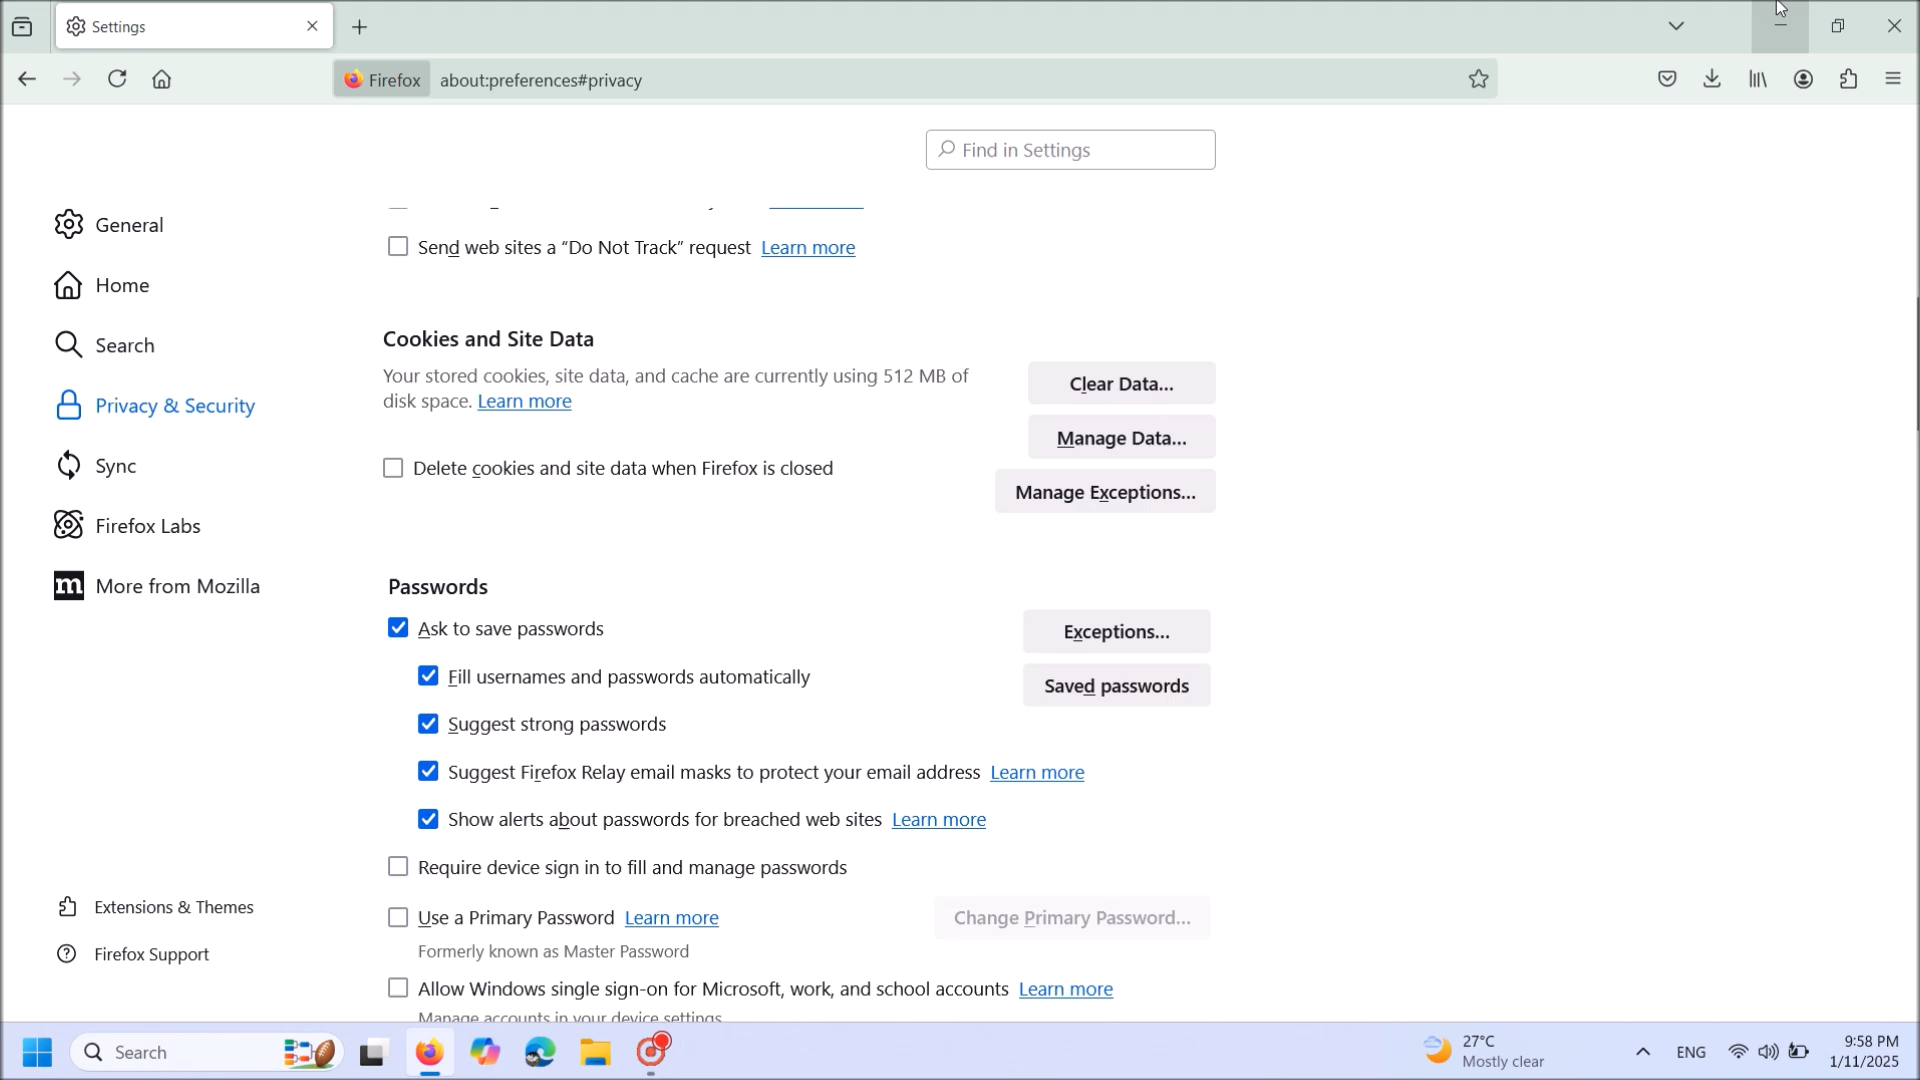 Settings
Firefox
about:preferences#privacy
Find in Settings
General
Send web sites a “Do Not Track” request Learn more
Home
Search
Cookies and Site Data
Your stored cookies, site data, and cache are currently using 512 MB of
disk space. Learn more
Clear Data...
Privacy & Security
Manage Data...
Delete cookies and site data when Firefox is closed
Sync
Manage Exceptions...
Firefox Labs
More from Mozilla
Passwords
Ask to save passwords
Exceptions...
Fill usernames and passwords automatically
Saved passwords
Suggest strong passwords
Suggest Firefox Relay email masks to protect your email address Learn more
Show alerts about passwords for breached web sites Learn more
Require device sign in to fill and manage passwords
Extensions & Themes
Use a Primary Password Learn more
Change Primary Password...
Formerly known as Master Password
Firefox Support
Allow Windows single sign-on for Microsoft, work, and school accounts Learn more
Manage accounts in your device settings
Search
27°C
Mostly clear
ENG
9:58 PM
1/11/2025